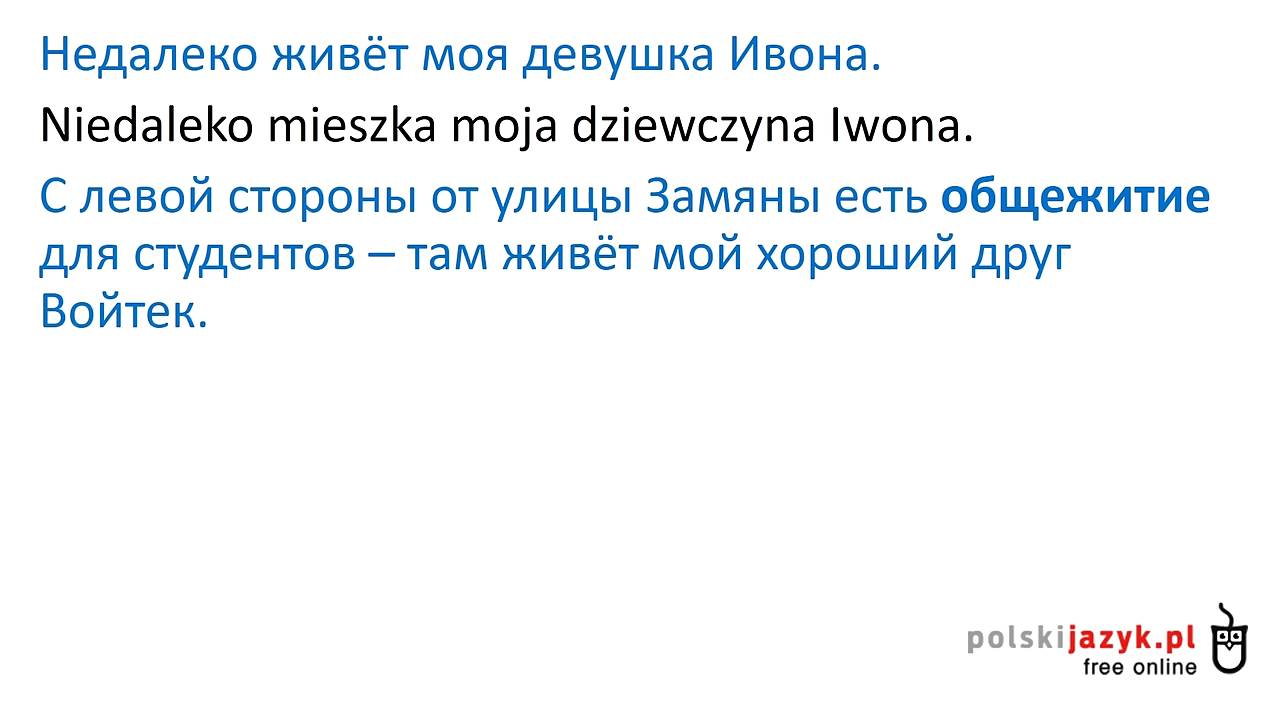 Недалеко живёт моя девушка Ивона.
Niedaleko mieszka moja dziewczyna Iwona.
С левой стороны от улицы Замяны есть общежитие
для студентов – там живёт мой хороший друг
Войтек.
polskijazyk.pl
free online